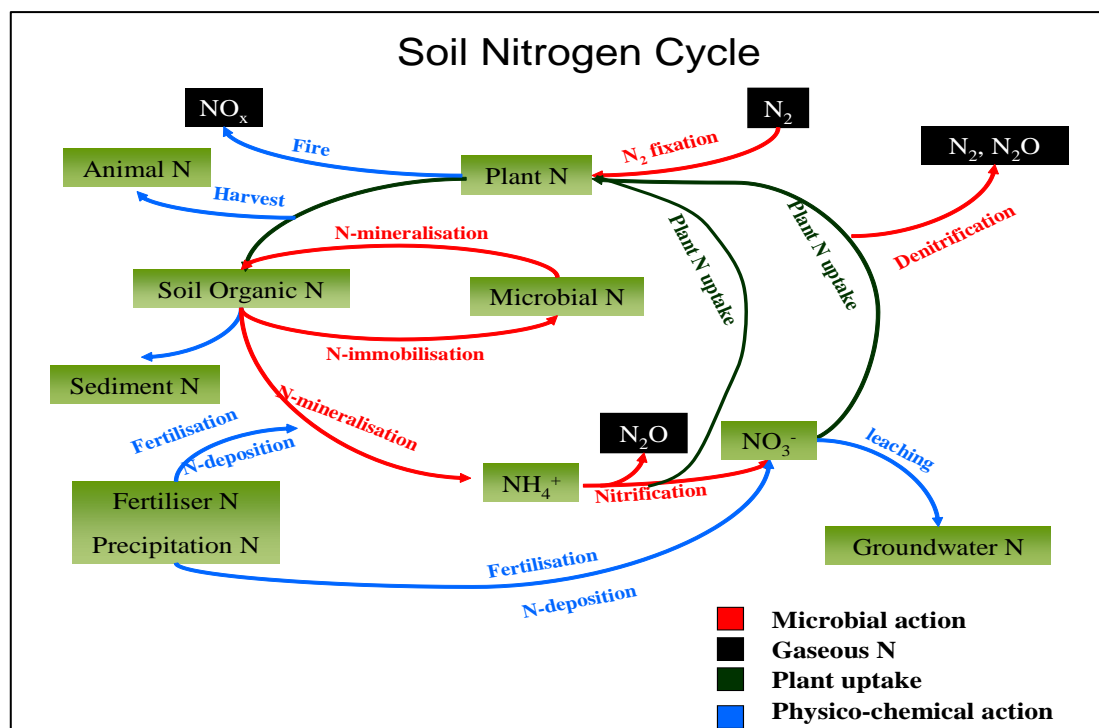 Soil Nitrogen Cycle
NOₓ
N₂
Fire
N₂ fixation
N₂, N₂O
Animal N
Plant N
Harvest
Plant N uptake
Plant N uptake
Denitrification
N-mineralisation
Soil Organic N
Microbial N
N-immobilisation
Sediment N
N-mineralisation
Fertilisation
N-deposition
N₂O
NO₃⁻
leaching
NH₄⁺
Nitrification
Fertiliser N
Precipitation N
Groundwater N
Fertilisation
N-deposition
Microbial action
Gaseous N
Plant uptake
Physico-chemical action